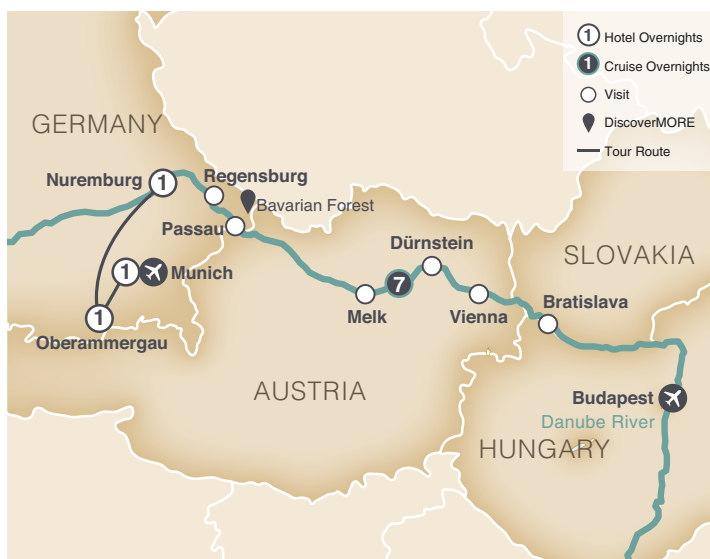 1 Hotel Overnights
1 Cruise Overnights
Visit
DiscoverMORE
Tour Route
GERMANY
Nuremburg 1
Regensburg
Bavarian Forest
Passau
1 Munich
1
Oberammergau
Dürnstein
7
Melk
Vienna
SLOVAKIA
Bratislava
AUSTRIA
Budapest
Danube River
HUNGARY